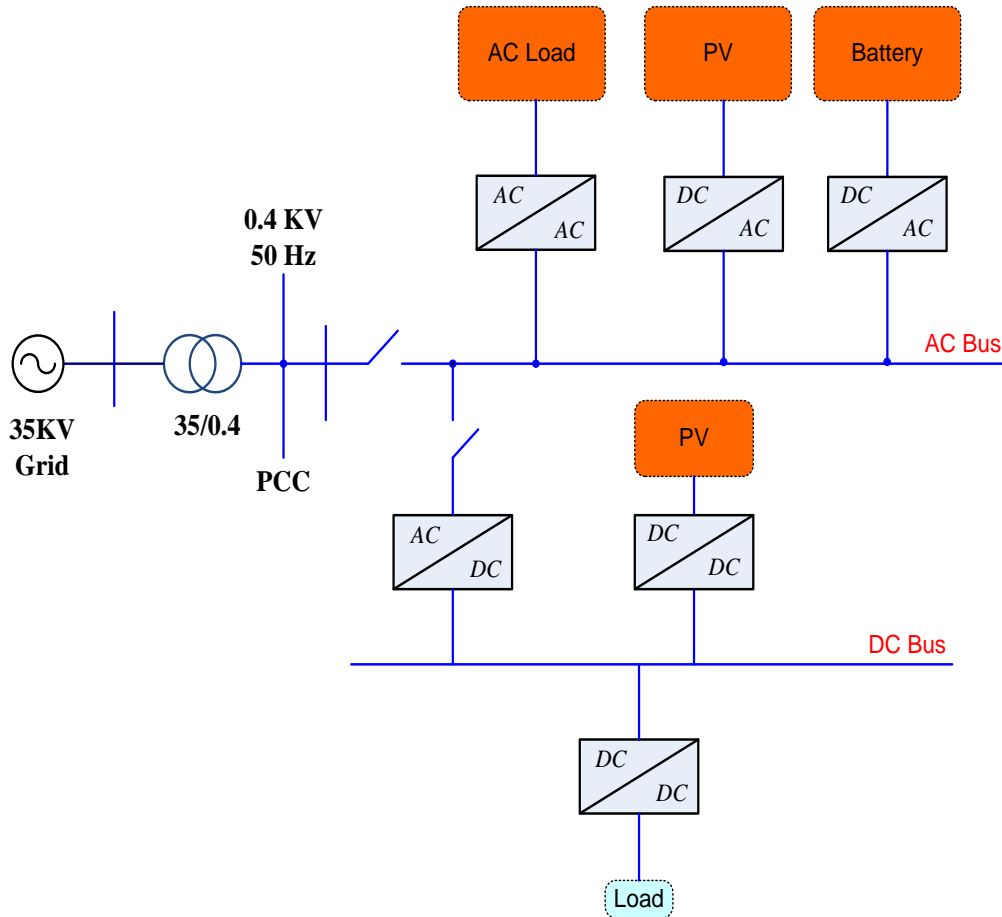 AC Load
PV
Battery
AC
AC
DC
AC
DC
AC
0.4 KV
50 Hz
AC Bus
35KV
Grid
35/0.4
PCC
PV
AC
DC
DC
DC
DC Bus
DC
DC
Load